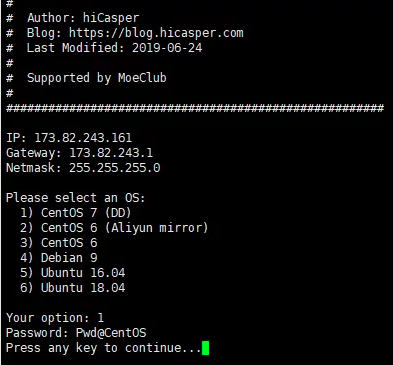 #
#  Author: hiCasper
#  Blog: https://blog.hicasper.com
#  Last Modified: 2019-06-24
#
#  Supported by MoeClub
#
######################################################
IP: 173.82.243.161
Gateway: 173.82.243.1
Netmask: 255.255.255.0
Please select an OS:
1) CentOS 7 (DD)
2) CentOS 6 (Aliyun mirror)
3) CentOS 6
4) Debian 9
5) Ubuntu 16.04
6) Ubuntu 18.04
Your option: 1
Password: Pwd@CentOS
Press any key to continue...